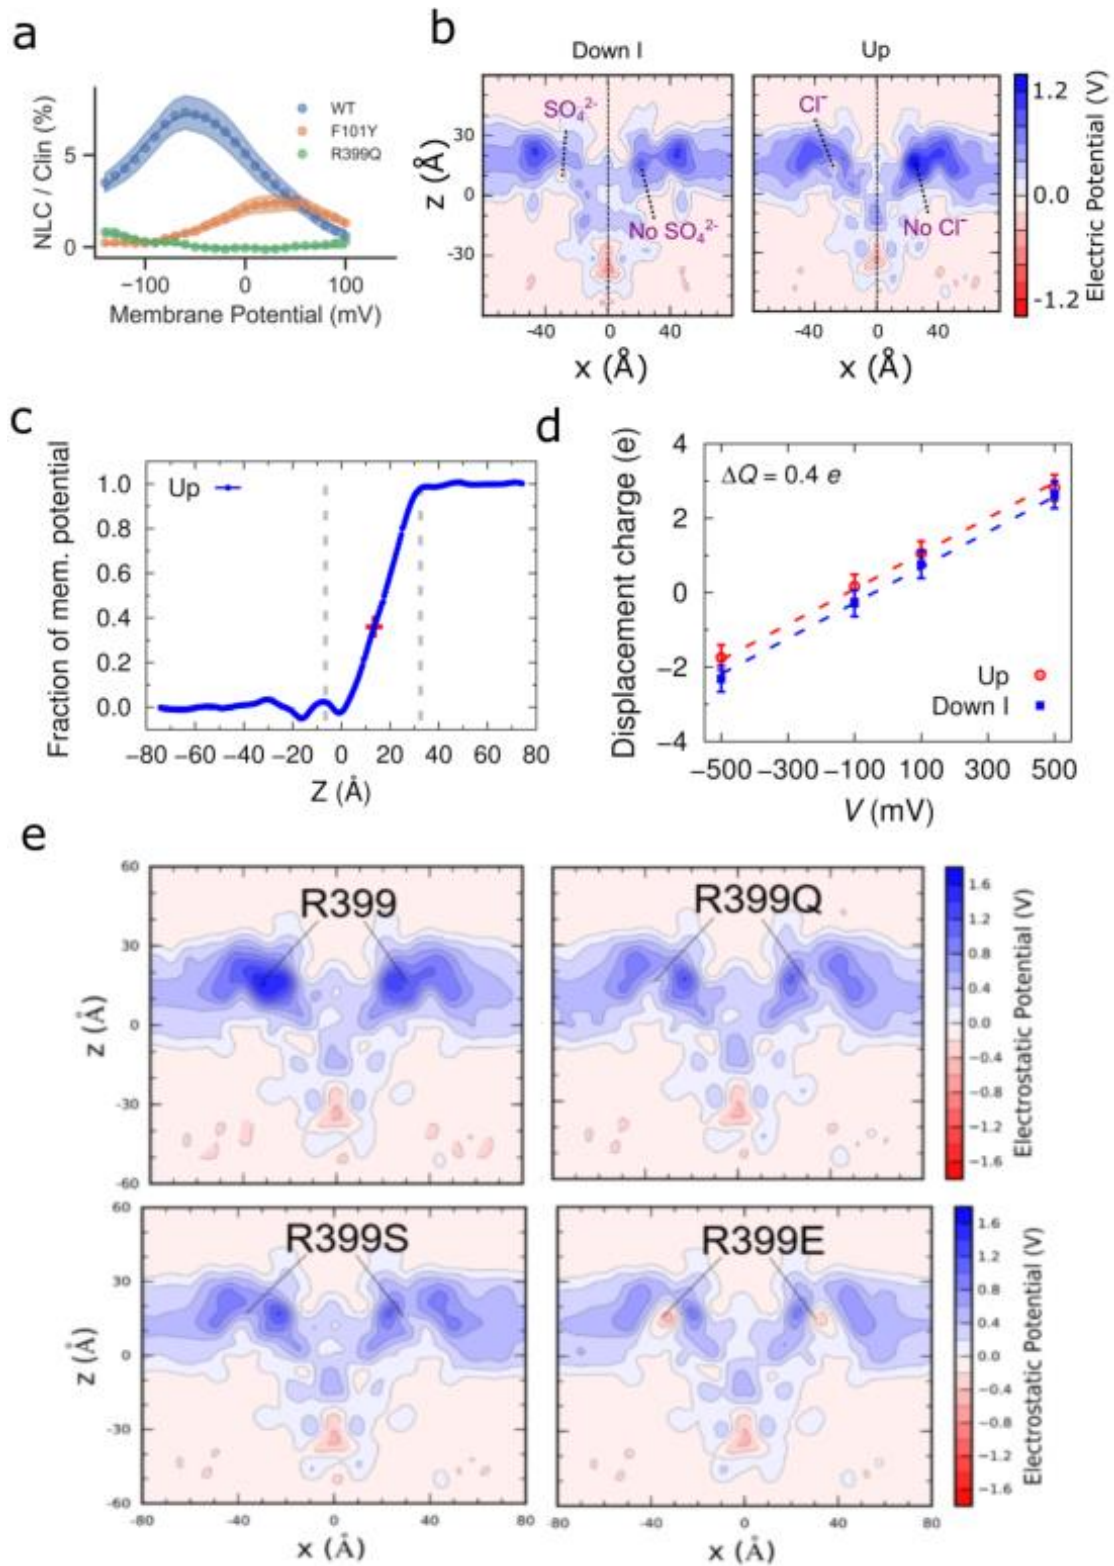 a
NLC / Clin (%)
5
0
WT
F101Y
R399Q
−100 0 100
Membrane Potential (mV)
b
Down I Up
z (Å)
30
0
-30
SO₄²⁻
No SO₄²⁻
Cl⁻
No Cl⁻
-40 0 40
-40 0 40
x (Å) x (Å)
1.2
0.0
-1.2
Electric Potential (V)
c
Fraction of mem. potential
1.0
0.8
0.6
0.4
0.2
0.0
Up
−80 −60 −40 −20 0 20 40 60 80
Z (Å)
d
Displacement charge (e)
4
2
0
−2
−4
ΔQ = 0.4 e
Up
Down I
−500 −300 −100 100 300 500
V (mV)
e
60
30
0
-30
-60
z (Å)
R399
R399Q
1.6
1.2
0.8
0.4
0.0
−0.4
−0.8
−1.2
−1.6
Electrostatic Potential (V)
60
30
0
-30
-60
z (Å)
R399S
R399E
-80 -40 0 40 80
-80 -40 0 40 80
x (Å) x (Å)
1.6
1.2
0.8
0.4
0.0
−0.4
−0.8
−1.2
−1.6
Electrostatic Potential (V)